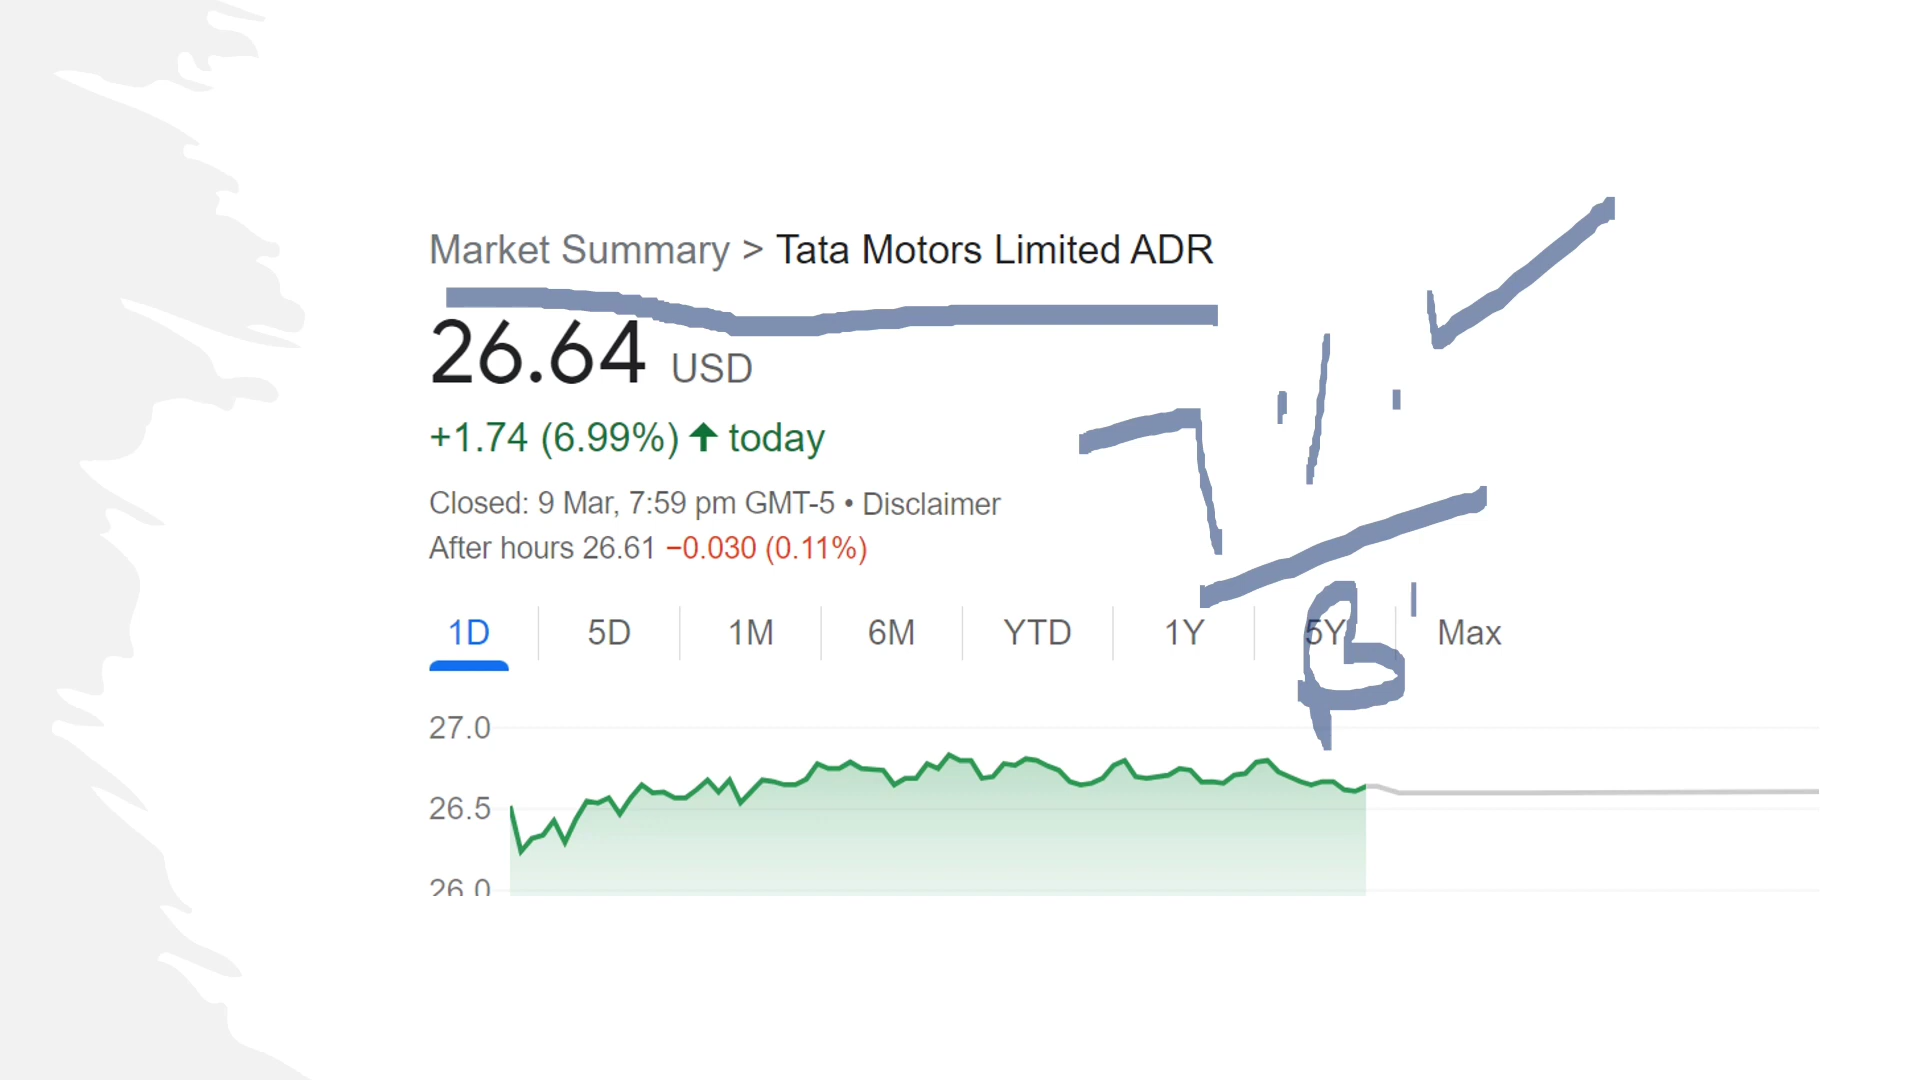 Market Summary > Tata Motors Limited ADR
26.64 USD
+1.74 (6.99%) ↑ today
Closed: 9 Mar, 7:59 pm GMT-5 • Disclaimer
After hours 26.61 −0.030 (0.11%)
1D 5D 1M 6M YTD 1Y 5Y Max
27.0
26.5
26.0